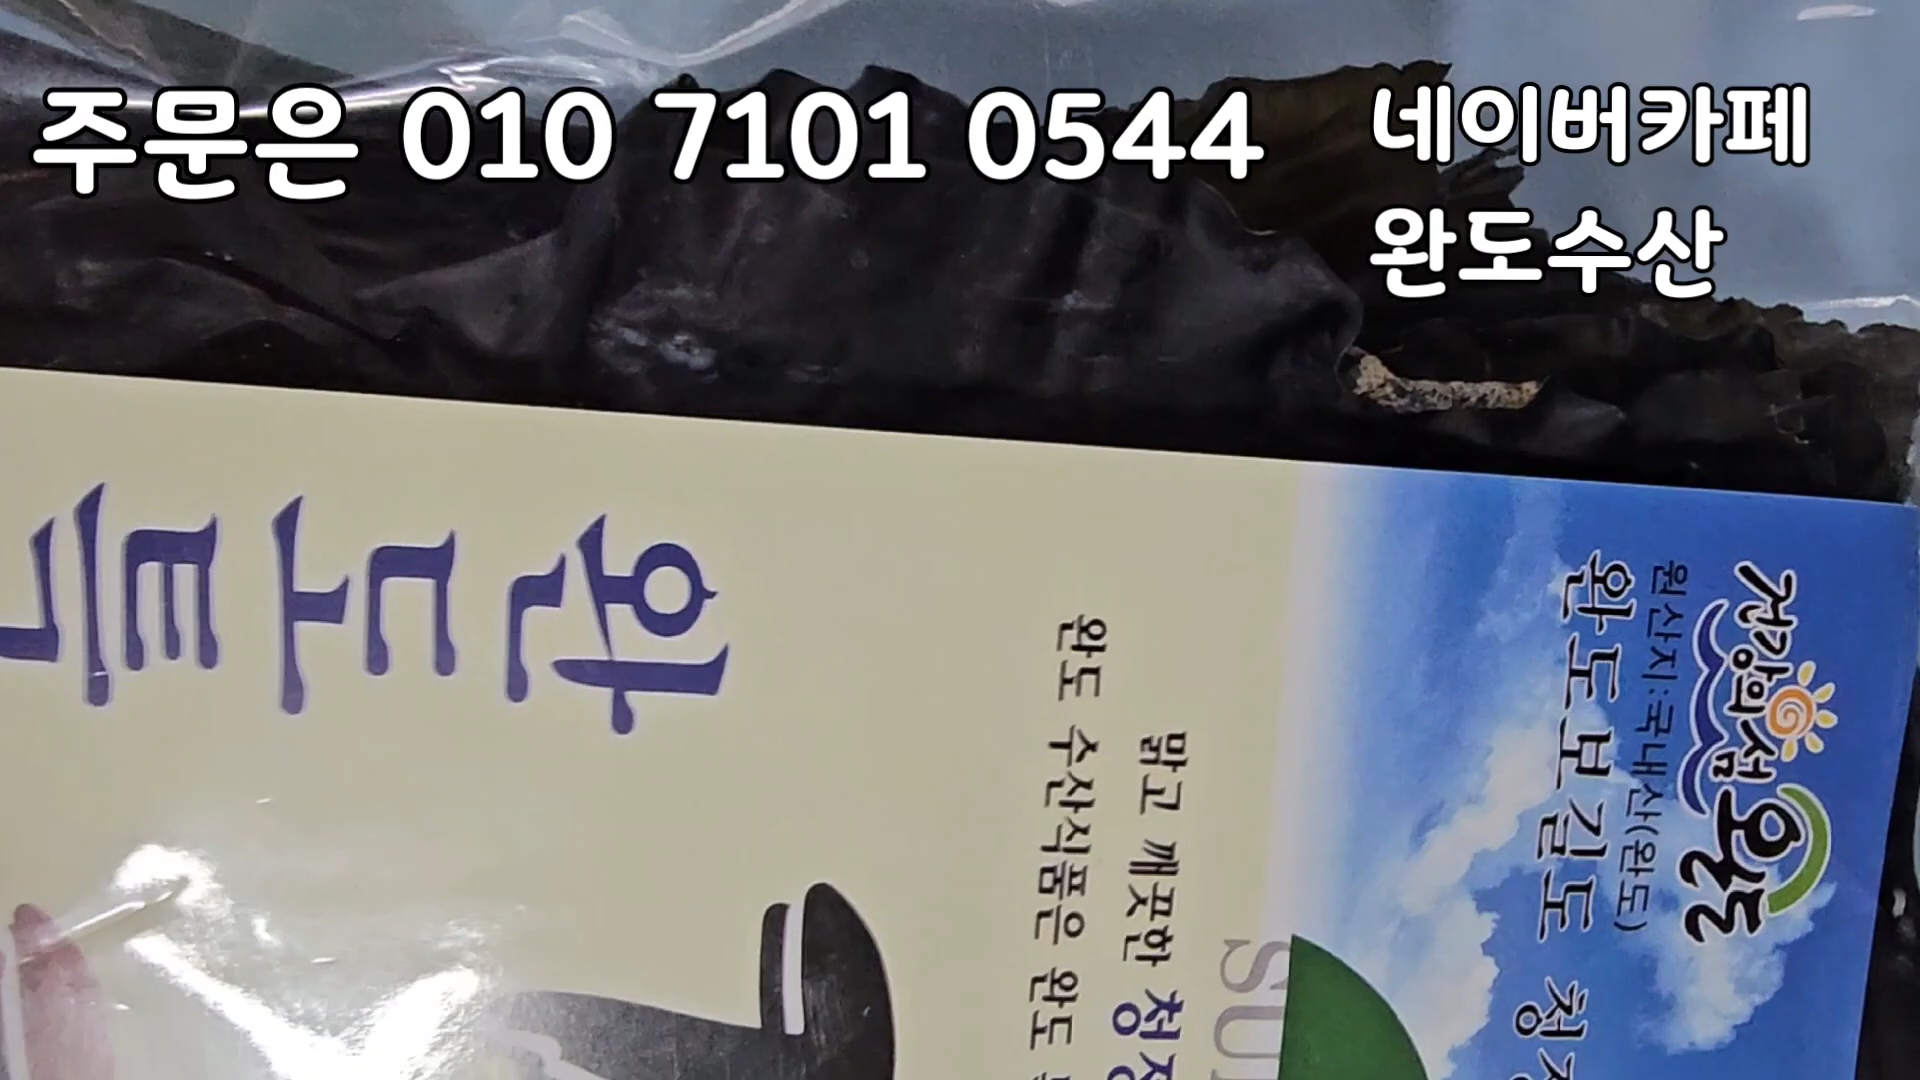 주문은 010 7101 0544
네이버카페
완도수산
건강의 섬
완도
원산지:국내산(완도)
완도보길도 청정
맑고 깨끗한 청정
완도 수산식품은 완도
완도특